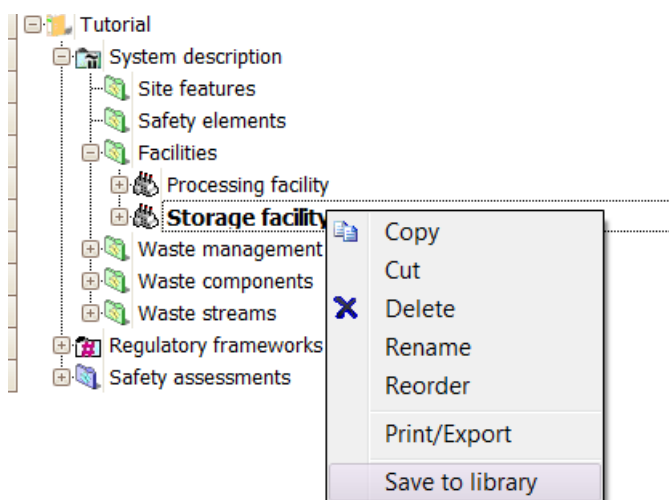 Tutorial
System description
Site features
Safety elements
Facilities
Processing facility
Storage facility
Waste management
Waste components
Waste streams
Regulatory frameworks
Safety assessments
Copy
Cut
Delete
Rename
Reorder
Print/Export
Save to library